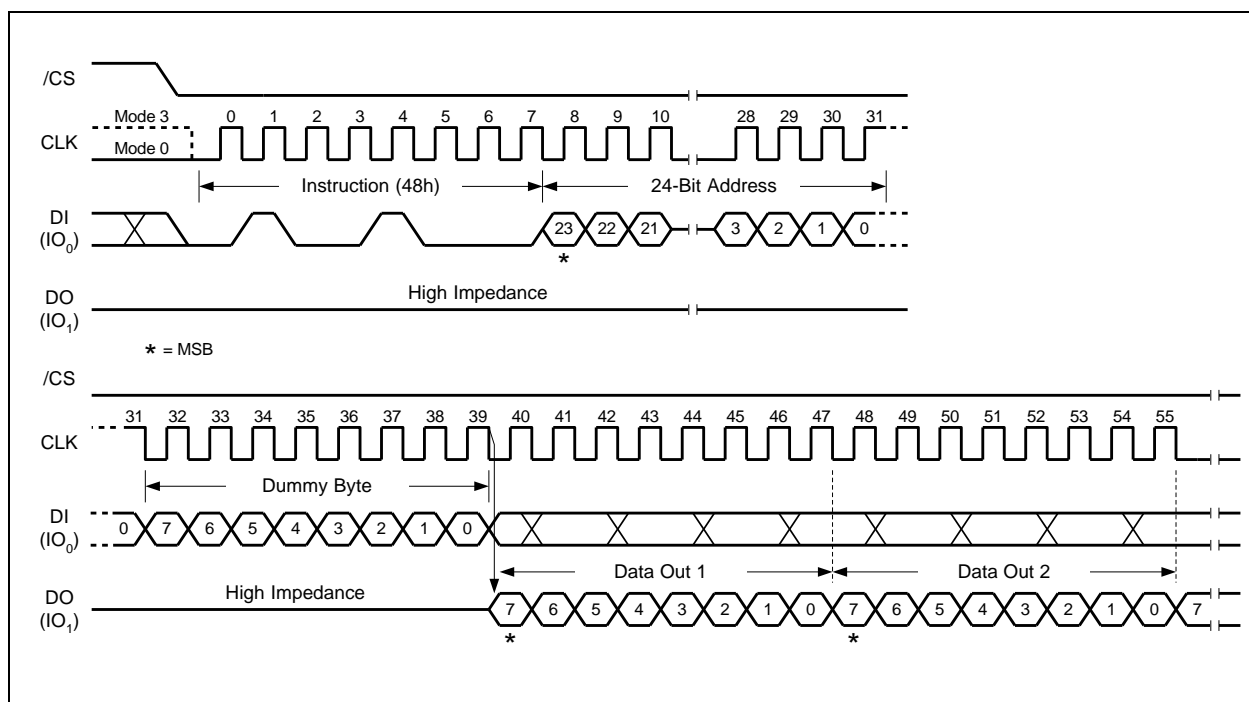 /CS
Mode 3 0 1 2 3 4 5 6 7 8 9 10 28 29 30 31
CLK
Mode 0
Instruction (48h) 24-Bit Address
DI
(IO0) 23 22 21 3 2 1 0
*
High Impedance
DO
(IO1)
* = MSB
/CS
31 32 33 34 35 36 37 38 39 40 41 42 43 44 45 46 47 48 49 50 51 52 53 54 55
CLK
Dummy Byte
DI
(IO0) 0 7 6 5 4 3 2 1 0
Data Out 1 Data Out 2
High Impedance
DO
(IO1) 7 6 5 4 3 2 1 0 7 6 5 4 3 2 1 0 7
* *